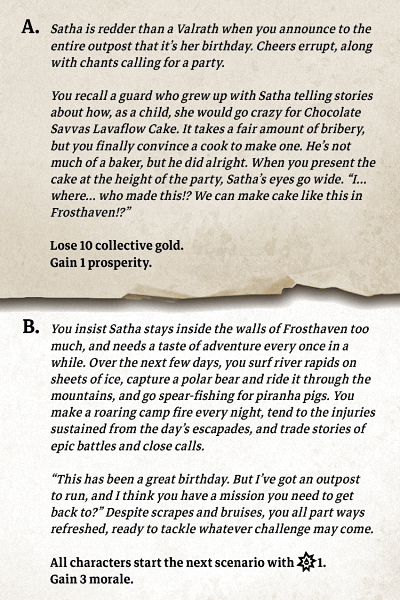 A. Satha is redder than a Valrath when you announce to the
entire outpost that it's her birthday. Cheers errupt, along
with chants calling for a party.
You recall a guard who grew up with Satha telling stories
about how, as a child, she would go crazy for Chocolate
Savvas Lavaflow Cake. It takes a fair amount of bribery,
but you finally convince a cook to make one. He's not
much of a baker, but he did alright. When you present the
cake at the height of the party, Satha's eyes go wide. “I...
where... who made this!? We can make cake like this in
Frosthaven!?”
Lose 10 collective gold.
Gain 1 prosperity.
B. You insist Satha stays inside the walls of Frosthaven too
much, and needs a taste of adventure every once in a
while. Over the next few days, you surf river rapids on
sheets of ice, capture a polar bear and ride it through the
mountains, and go spear-fishing for piranha pigs. You
make a roaring camp fire every night, tend to the injuries
sustained from the day's escapades, and trade stories of
epic battles and close calls.
“This has been a great birthday. But I've got an outpost
to run, and I think you have a mission you need to get
back to?” Despite scrapes and bruises, you all part ways
refreshed, ready to tackle whatever challenge may come.
All characters start the next scenario with 1.
Gain 3 morale.